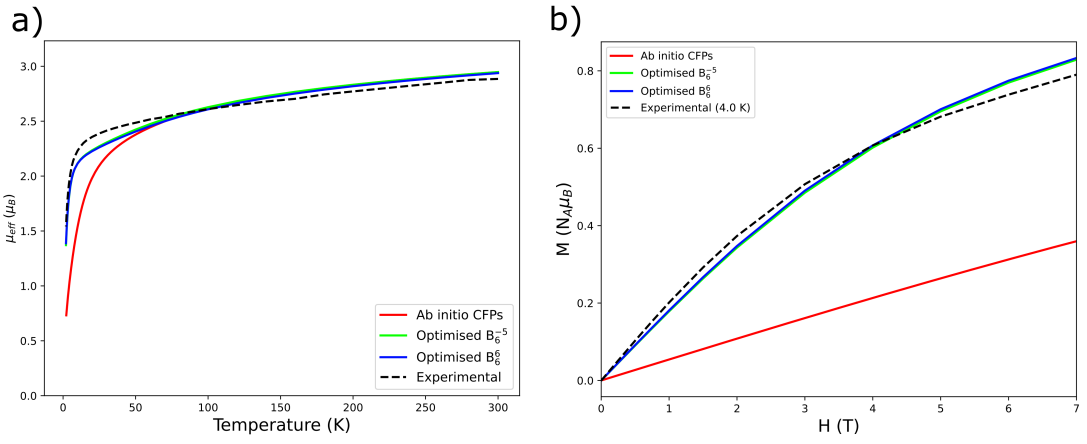 a)
3.0
2.5
2.0
1.5
1.0
0.5
0.0
μeff (μB)
0
50
100
150
200
250
300
Temperature (K)
Ab initio CFPs
Optimised B₆⁻⁵
Optimised B₆⁶
Experimental
b)
0.8
0.6
0.4
0.2
0.0
M (NAμB)
0
1
2
3
4
5
6
7
H (T)
Ab initio CFPs
Optimised B₆⁻⁵
Optimised B₆⁶
Experimental (4.0 K)